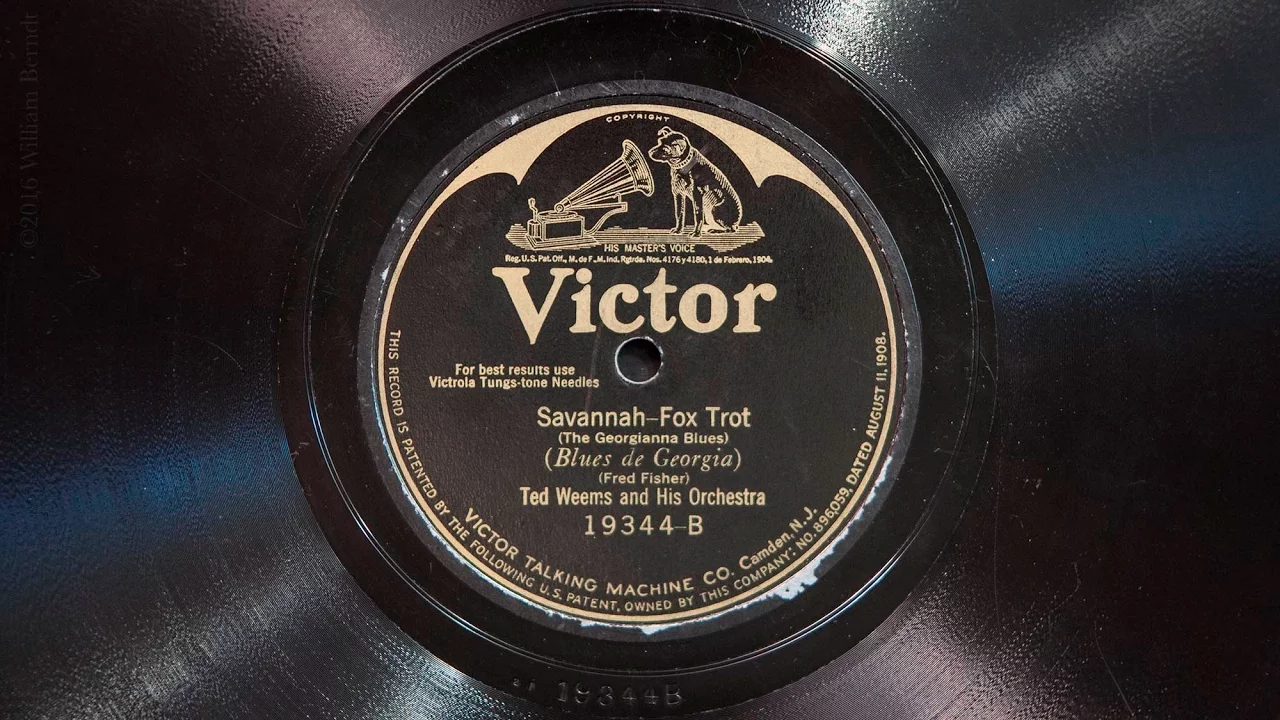 ©2016 William Berndt
COPYRIGHT
HIS MASTER'S VOICE
Reg. U.S. Pat. Off., M. de F. M. Ind. Rgtrda. Nos. 4176 y 4180, 1 de Febrero, 1904.
Victor
For best results use
Victrola Tungs-tone Needles
Savannah–Fox Trot
(The Georgianna Blues)
(Blues de Georgia)
(Fred Fisher)
Ted Weems and His Orchestra
19344-B
VICTOR TALKING MACHINE CO. Camden, N.J.
THIS RECORD IS PATENTED BY THE FOLLOWING U.S. PATENT, OWNED BY THIS COMPANY: NO. 896,059, DATED AUGUST 11, 1908.
19344B